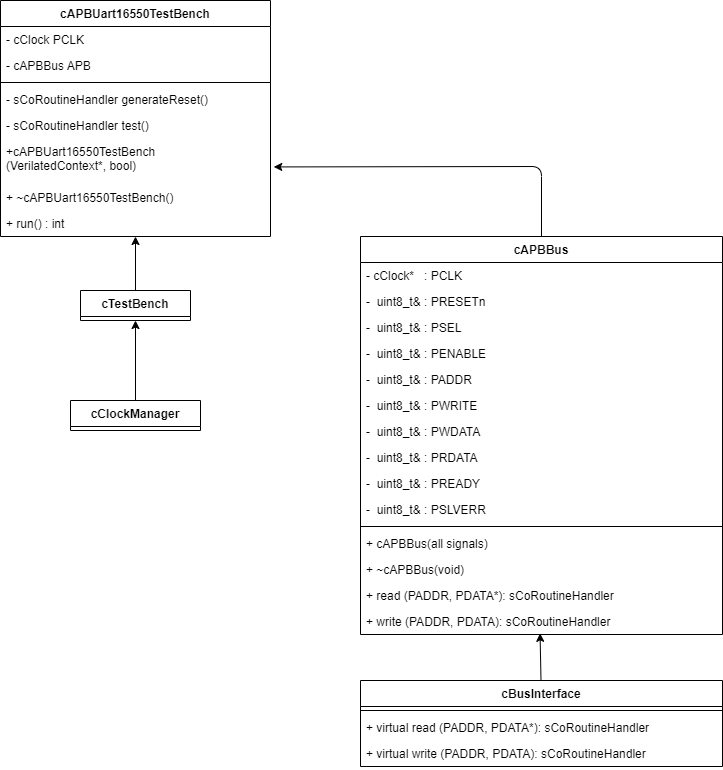 cAPBUart16550TestBench
- cClock PCLK
- cAPBBus APB
- sCoRoutineHandler generateReset()
- sCoRoutineHandler test()
+cAPBUart16550TestBench
(VerilatedContext*, bool)
+ ~cAPBUart16550TestBench()
+ run() : int
cTestBench
cClockManager
cAPBBus
- cClock* : PCLK
- uint8_t& : PRESETn
- uint8_t& : PSEL
- uint8_t& : PENABLE
- uint8_t& : PADDR
- uint8_t& : PWRITE
- uint8_t& : PWDATA
- uint8_t& : PRDATA
- uint8_t& : PREADY
- uint8_t& : PSLVERR
+ cAPBBus(all signals)
+ ~cAPBBus(void)
+ read (PADDR, PDATA*): sCoRoutineHandler
+ write (PADDR, PDATA): sCoRoutineHandler
cBusInterface
+ virtual read (PADDR, PDATA*): sCoRoutineHandler
+ virtual write (PADDR, PDATA): sCoRoutineHandler